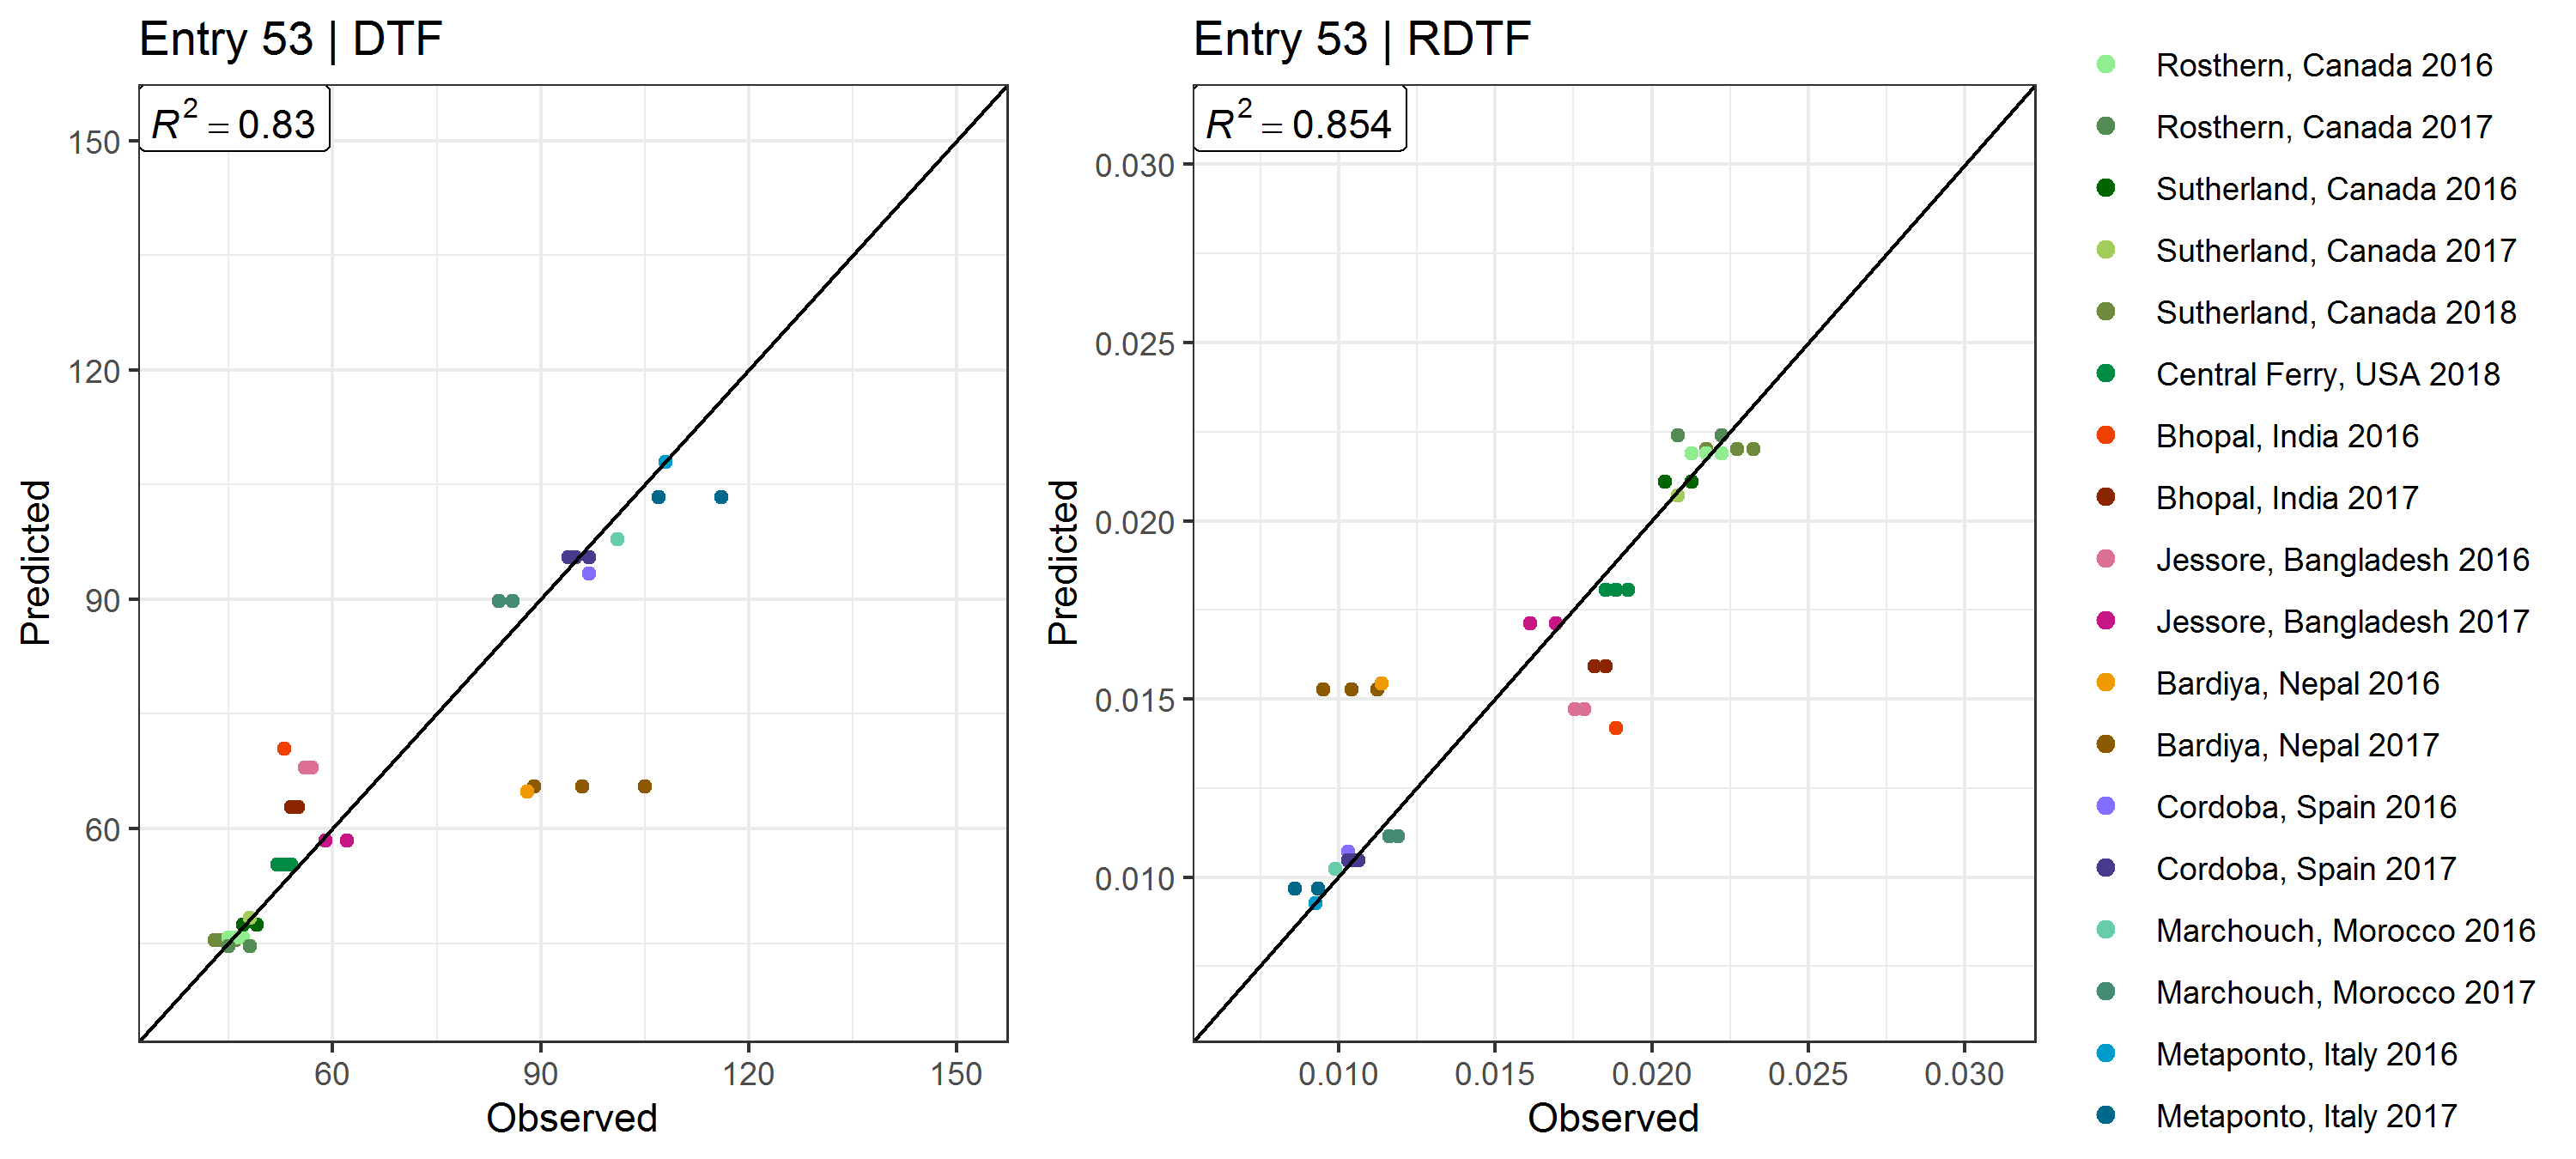 Entry 53 | DTF
R² = 0.83
150
120
90
60
Predicted
60 90 120 150
Observed
Entry 53 | RDTF
R² = 0.854
0.030
0.025
0.020
0.015
0.010
Predicted
0.010 0.015 0.020 0.025 0.030
Observed
Rosthern, Canada 2016
Rosthern, Canada 2017
Sutherland, Canada 2016
Sutherland, Canada 2017
Sutherland, Canada 2018
Central Ferry, USA 2018
Bhopal, India 2016
Bhopal, India 2017
Jessore, Bangladesh 2016
Jessore, Bangladesh 2017
Bardiya, Nepal 2016
Bardiya, Nepal 2017
Cordoba, Spain 2016
Cordoba, Spain 2017
Marchouch, Morocco 2016
Marchouch, Morocco 2017
Metaponto, Italy 2016
Metaponto, Italy 2017